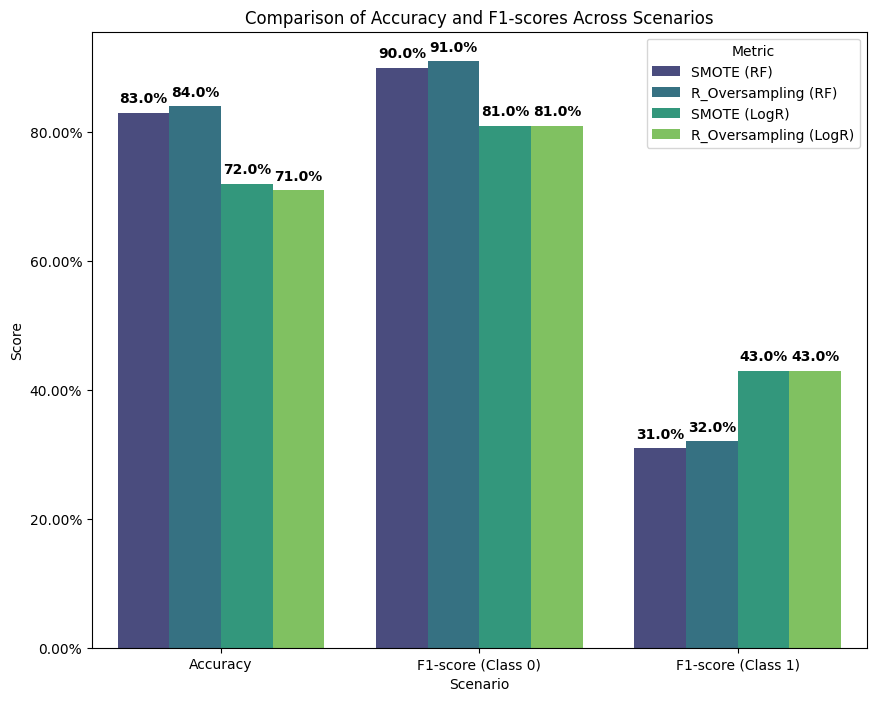 Comparison of Accuracy and F1-scores Across Scenarios
Metric
SMOTE (RF)
R_Oversampling (RF)
SMOTE (LogR)
R_Oversampling (LogR)
83.0%
84.0%
72.0%
71.0%
90.0%
91.0%
81.0%
81.0%
31.0%
32.0%
43.0%
43.0%
Score
80.00%
60.00%
40.00%
20.00%
0.00%
Accuracy
F1-score (Class 0)
F1-score (Class 1)
Scenario